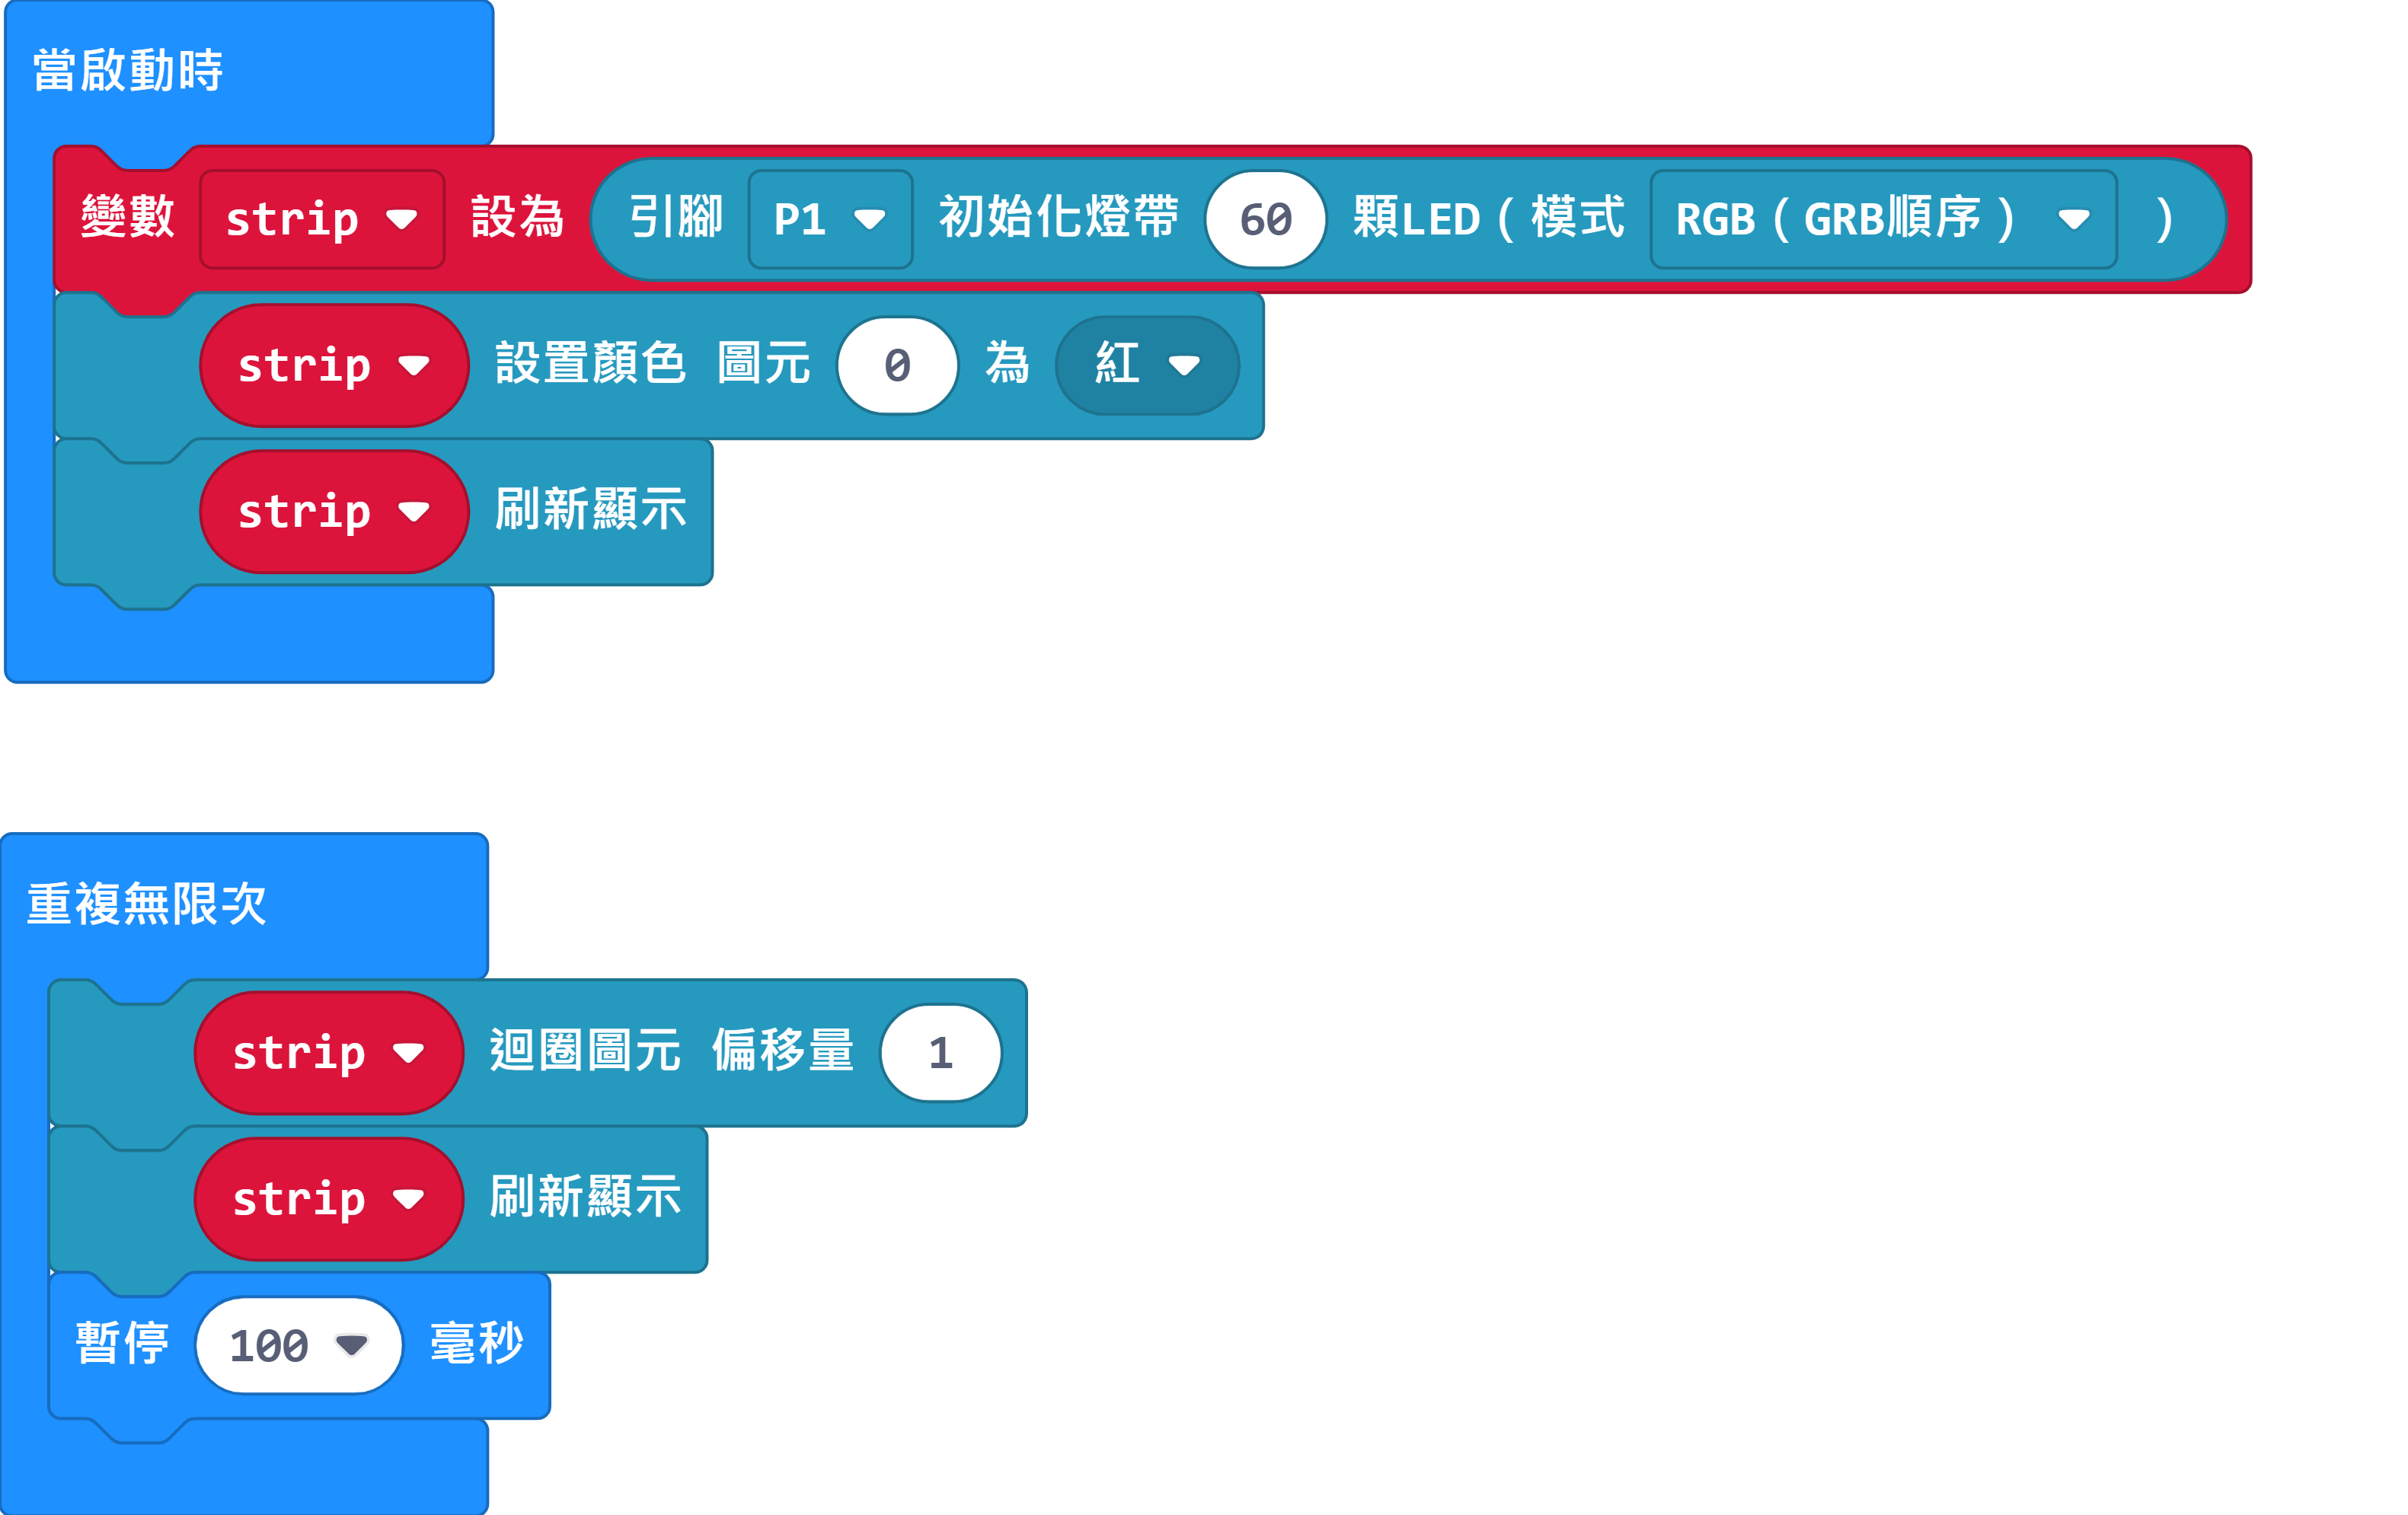 當啟動時
變數 strip 設為 引腳 P1 初始化燈帶 60 顆LED（模式 RGB（GRB順序） ）
strip 設置顏色 圖元 0 為 紅
strip 刷新顯示
重複無限次
strip 迴圈圖元 偏移量 1
strip 刷新顯示
暫停 100 毫秒